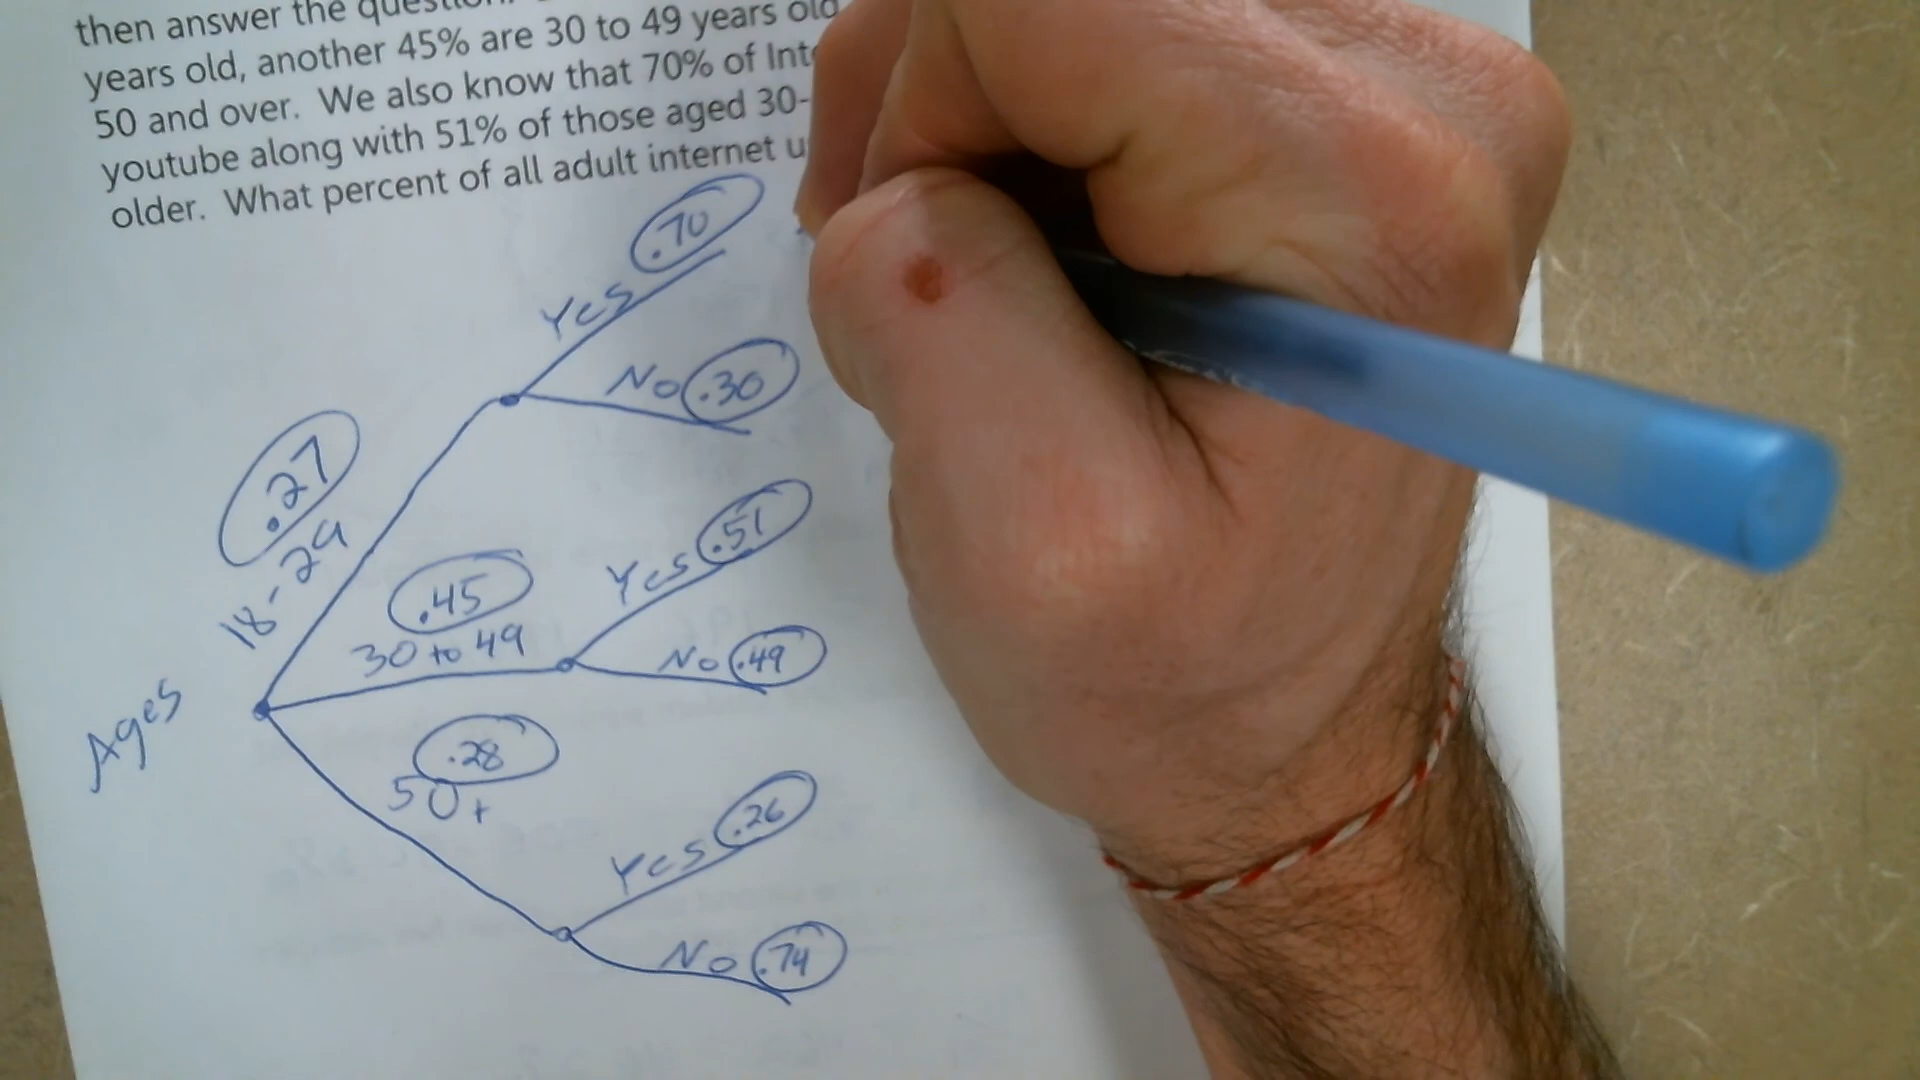 then answer the question.
years old, another 45% are 30 to 49 years old
50 and over. We also know that 70% of
youtube along with 51% of those aged 30-
older. What percent of all adult internet
Yes .70
No .30
.27
18-29
Yes .51
.45
30 to 49
No .49
Ages
.28
50+
Yes .26
No .74